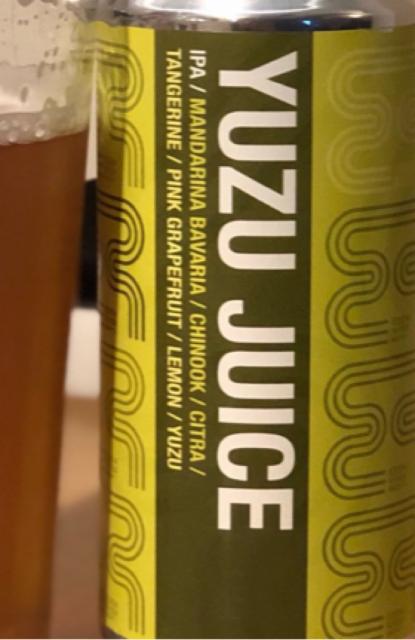 YUZU JUICE
IPA / MANDARINA BAVARIA / CHINOOK / CITRA /
TANGERINE / PINK GRAPEFRUIT / LEMON / YUZU